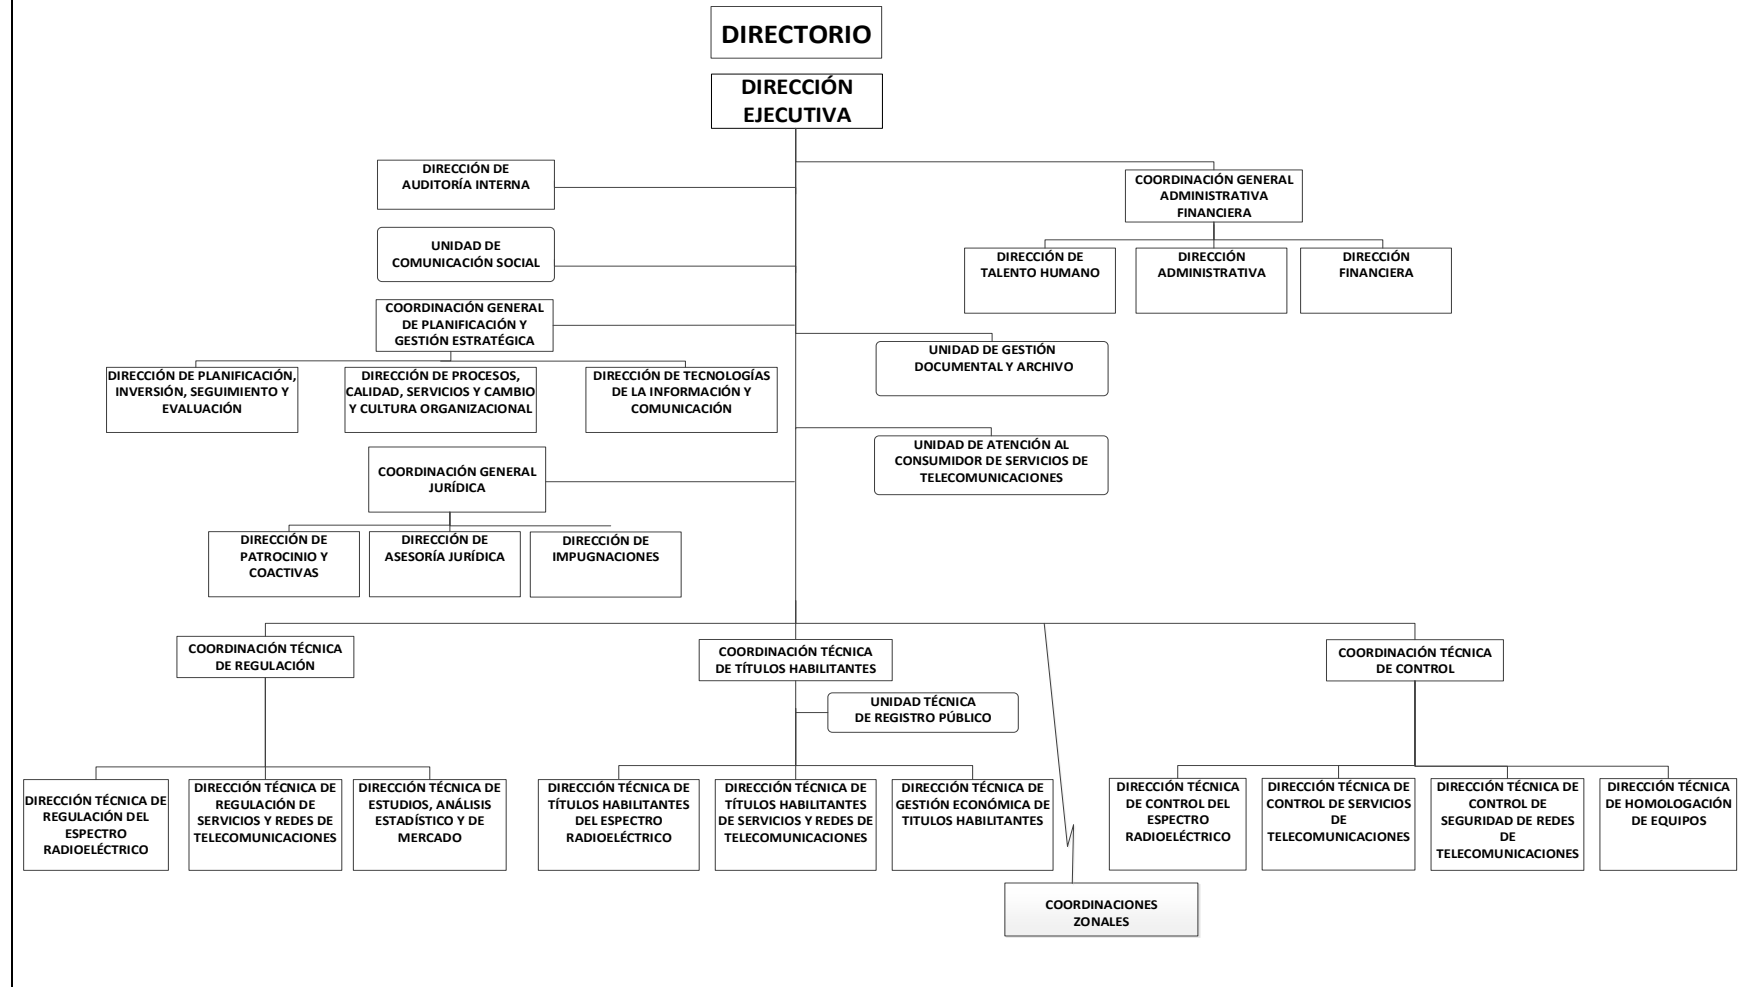 DIRECTORIO
DIRECCIÓN
EJECUTIVA
DIRECCIÓN DE
AUDITORÍA INTERNA
COORDINACIÓN GENERAL
ADMINISTRATIVA
FINANCIERA
UNIDAD DE
COMUNICACIÓN SOCIAL
DIRECCIÓN DE
TALENTO HUMANO
DIRECCIÓN
ADMINISTRATIVA
DIRECCIÓN
FINANCIERA
COORDINACIÓN GENERAL
DE PLANIFICACIÓN Y
GESTIÓN ESTRATÉGICA
UNIDAD DE GESTIÓN
DOCUMENTAL Y ARCHIVO
DIRECCIÓN DE PLANIFICACIÓN,
INVERSIÓN, SEGUIMIENTO Y
EVALUACIÓN
DIRECCIÓN DE PROCESOS,
CALIDAD, SERVICIOS Y CAMBIO
Y CULTURA ORGANIZACIONAL
DIRECCIÓN DE TECNOLOGÍAS
DE LA INFORMACIÓN Y
COMUNICACIÓN
UNIDAD DE ATENCIÓN AL
CONSUMIDOR DE SERVICIOS DE
TELECOMUNICACIONES
COORDINACIÓN GENERAL
JURÍDICA
DIRECCIÓN DE
PATROCINIO Y
COACTIVAS
DIRECCIÓN DE
ASESORÍA JURÍDICA
DIRECCIÓN DE
IMPUGNACIONES
COORDINACIÓN TÉCNICA
DE REGULACIÓN
COORDINACIÓN TÉCNICA
DE TÍTULOS HABILITANTES
COORDINACIÓN TÉCNICA
DE CONTROL
UNIDAD TÉCNICA
DE REGISTRO PÚBLICO
DIRECCIÓN TÉCNICA DE
REGULACIÓN DEL
ESPECTRO
RADIOELÉCTRICO
DIRECCIÓN TÉCNICA DE
REGULACIÓN DE
SERVICIOS Y REDES DE
TELECOMUNICACIONES
DIRECCIÓN TÉCNICA DE
ESTUDIOS, ANÁLISIS
ESTADÍSTICO Y DE
MERCADO
DIRECCIÓN TÉCNICA DE
TÍTULOS HABILITANTES
DEL ESPECTRO
RADIOELÉCTRICO
DIRECCIÓN TÉCNICA DE
TÍTULOS HABILITANTES
DE SERVICIOS Y REDES DE
TELECOMUNICACIONES
DIRECCIÓN TÉCNICA DE
GESTIÓN ECONÓMICA DE
TITULOS HABILITANTES
DIRECCIÓN TÉCNICA
DE CONTROL DEL
ESPECTRO
RADIOELÉCTRICO
DIRECCIÓN TÉCNICA DE
CONTROL DE SERVICIOS
DE
TELECOMUNICACIONES
DIRECCIÓN TÉCNICA DE
CONTROL DE
SEGURIDAD DE REDES
DE
TELECOMUNICACIONES
DIRECCIÓN TÉCNICA
DE HOMOLOGACIÓN
DE EQUIPOS
COORDINACIONES
ZONALES